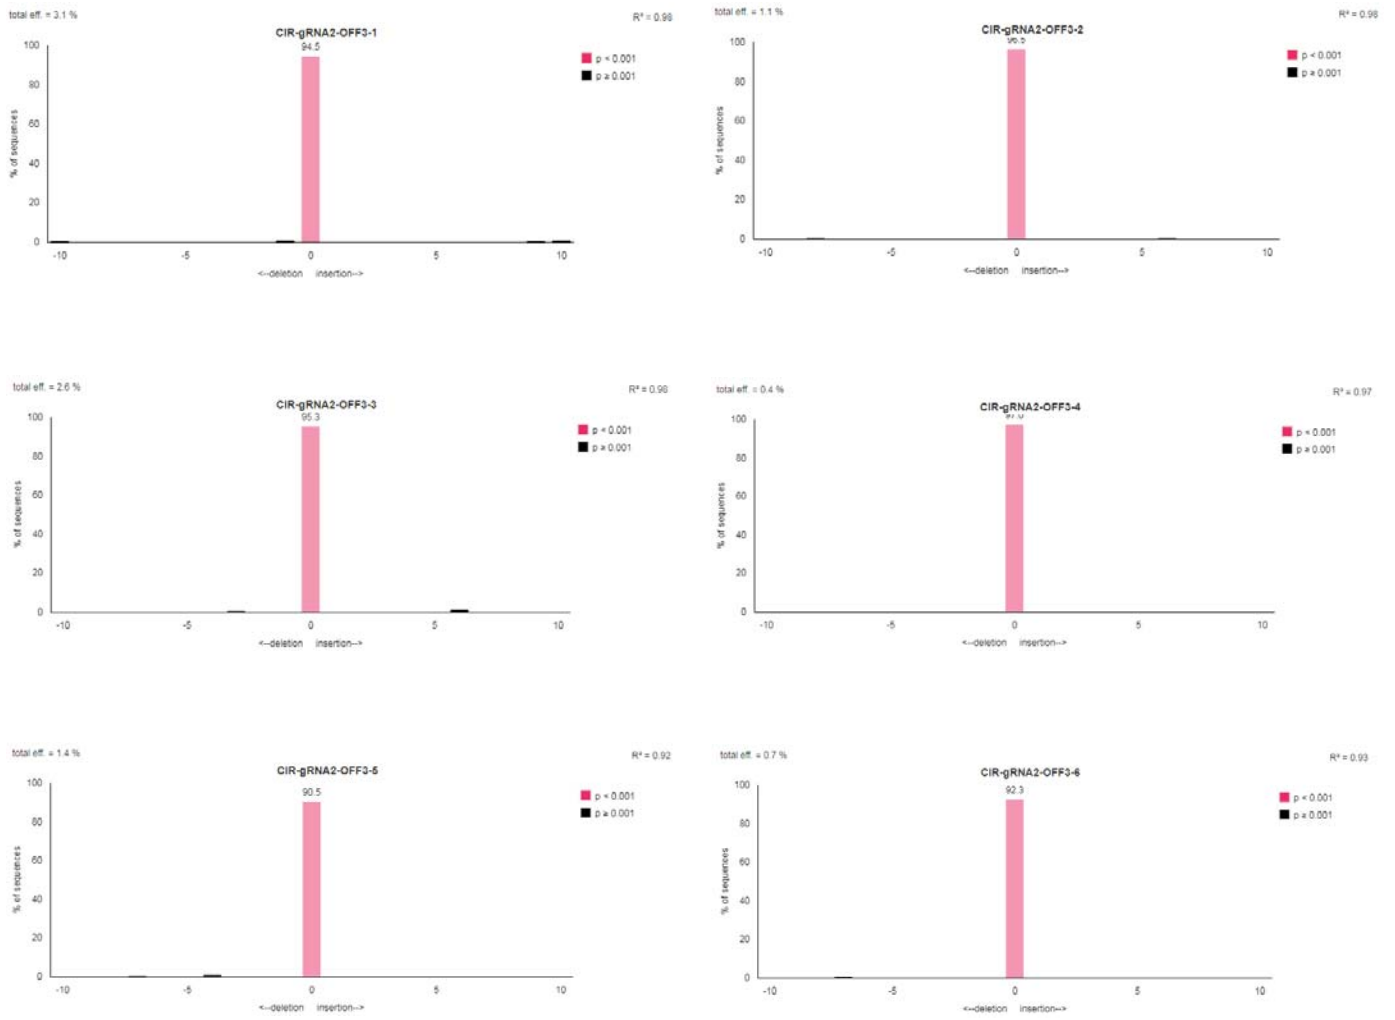 total eff. = 3.1 %
R² = 0.98
CIR-gRNA2-OFF3-1
94.5
p < 0.001
p ≥ 0.001
% of sequences
100
80
60
40
20
0
-10 -5 0 5 10
<--deletion insertion-->
total eff. = 1.1 %
R² = 0.98
CIR-gRNA2-OFF3-2
96.5
p < 0.001
p ≥ 0.001
% of sequences
100
80
60
40
20
0
-10 -5 0 5 10
<--deletion insertion-->
total eff. = 2.6 %
R² = 0.98
CIR-gRNA2-OFF3-3
95.3
p < 0.001
p ≥ 0.001
% of sequences
100
80
60
40
20
0
-10 -5 0 5 10
<--deletion insertion-->
total eff. = 0.4 %
R² = 0.97
CIR-gRNA2-OFF3-4
97.0
p < 0.001
p ≥ 0.001
% of sequences
100
80
60
40
20
0
-10 -5 0 5 10
<--deletion insertion-->
total eff. = 1.4 %
R² = 0.92
CIR-gRNA2-OFF3-5
90.5
p < 0.001
p ≥ 0.001
% of sequences
100
80
60
40
20
0
-10 -5 0 5 10
<--deletion insertion-->
total eff. = 0.7 %
R² = 0.93
CIR-gRNA2-OFF3-6
92.3
p < 0.001
p ≥ 0.001
% of sequences
100
80
60
40
20
0
-10 -5 0 5 10
<--deletion insertion-->